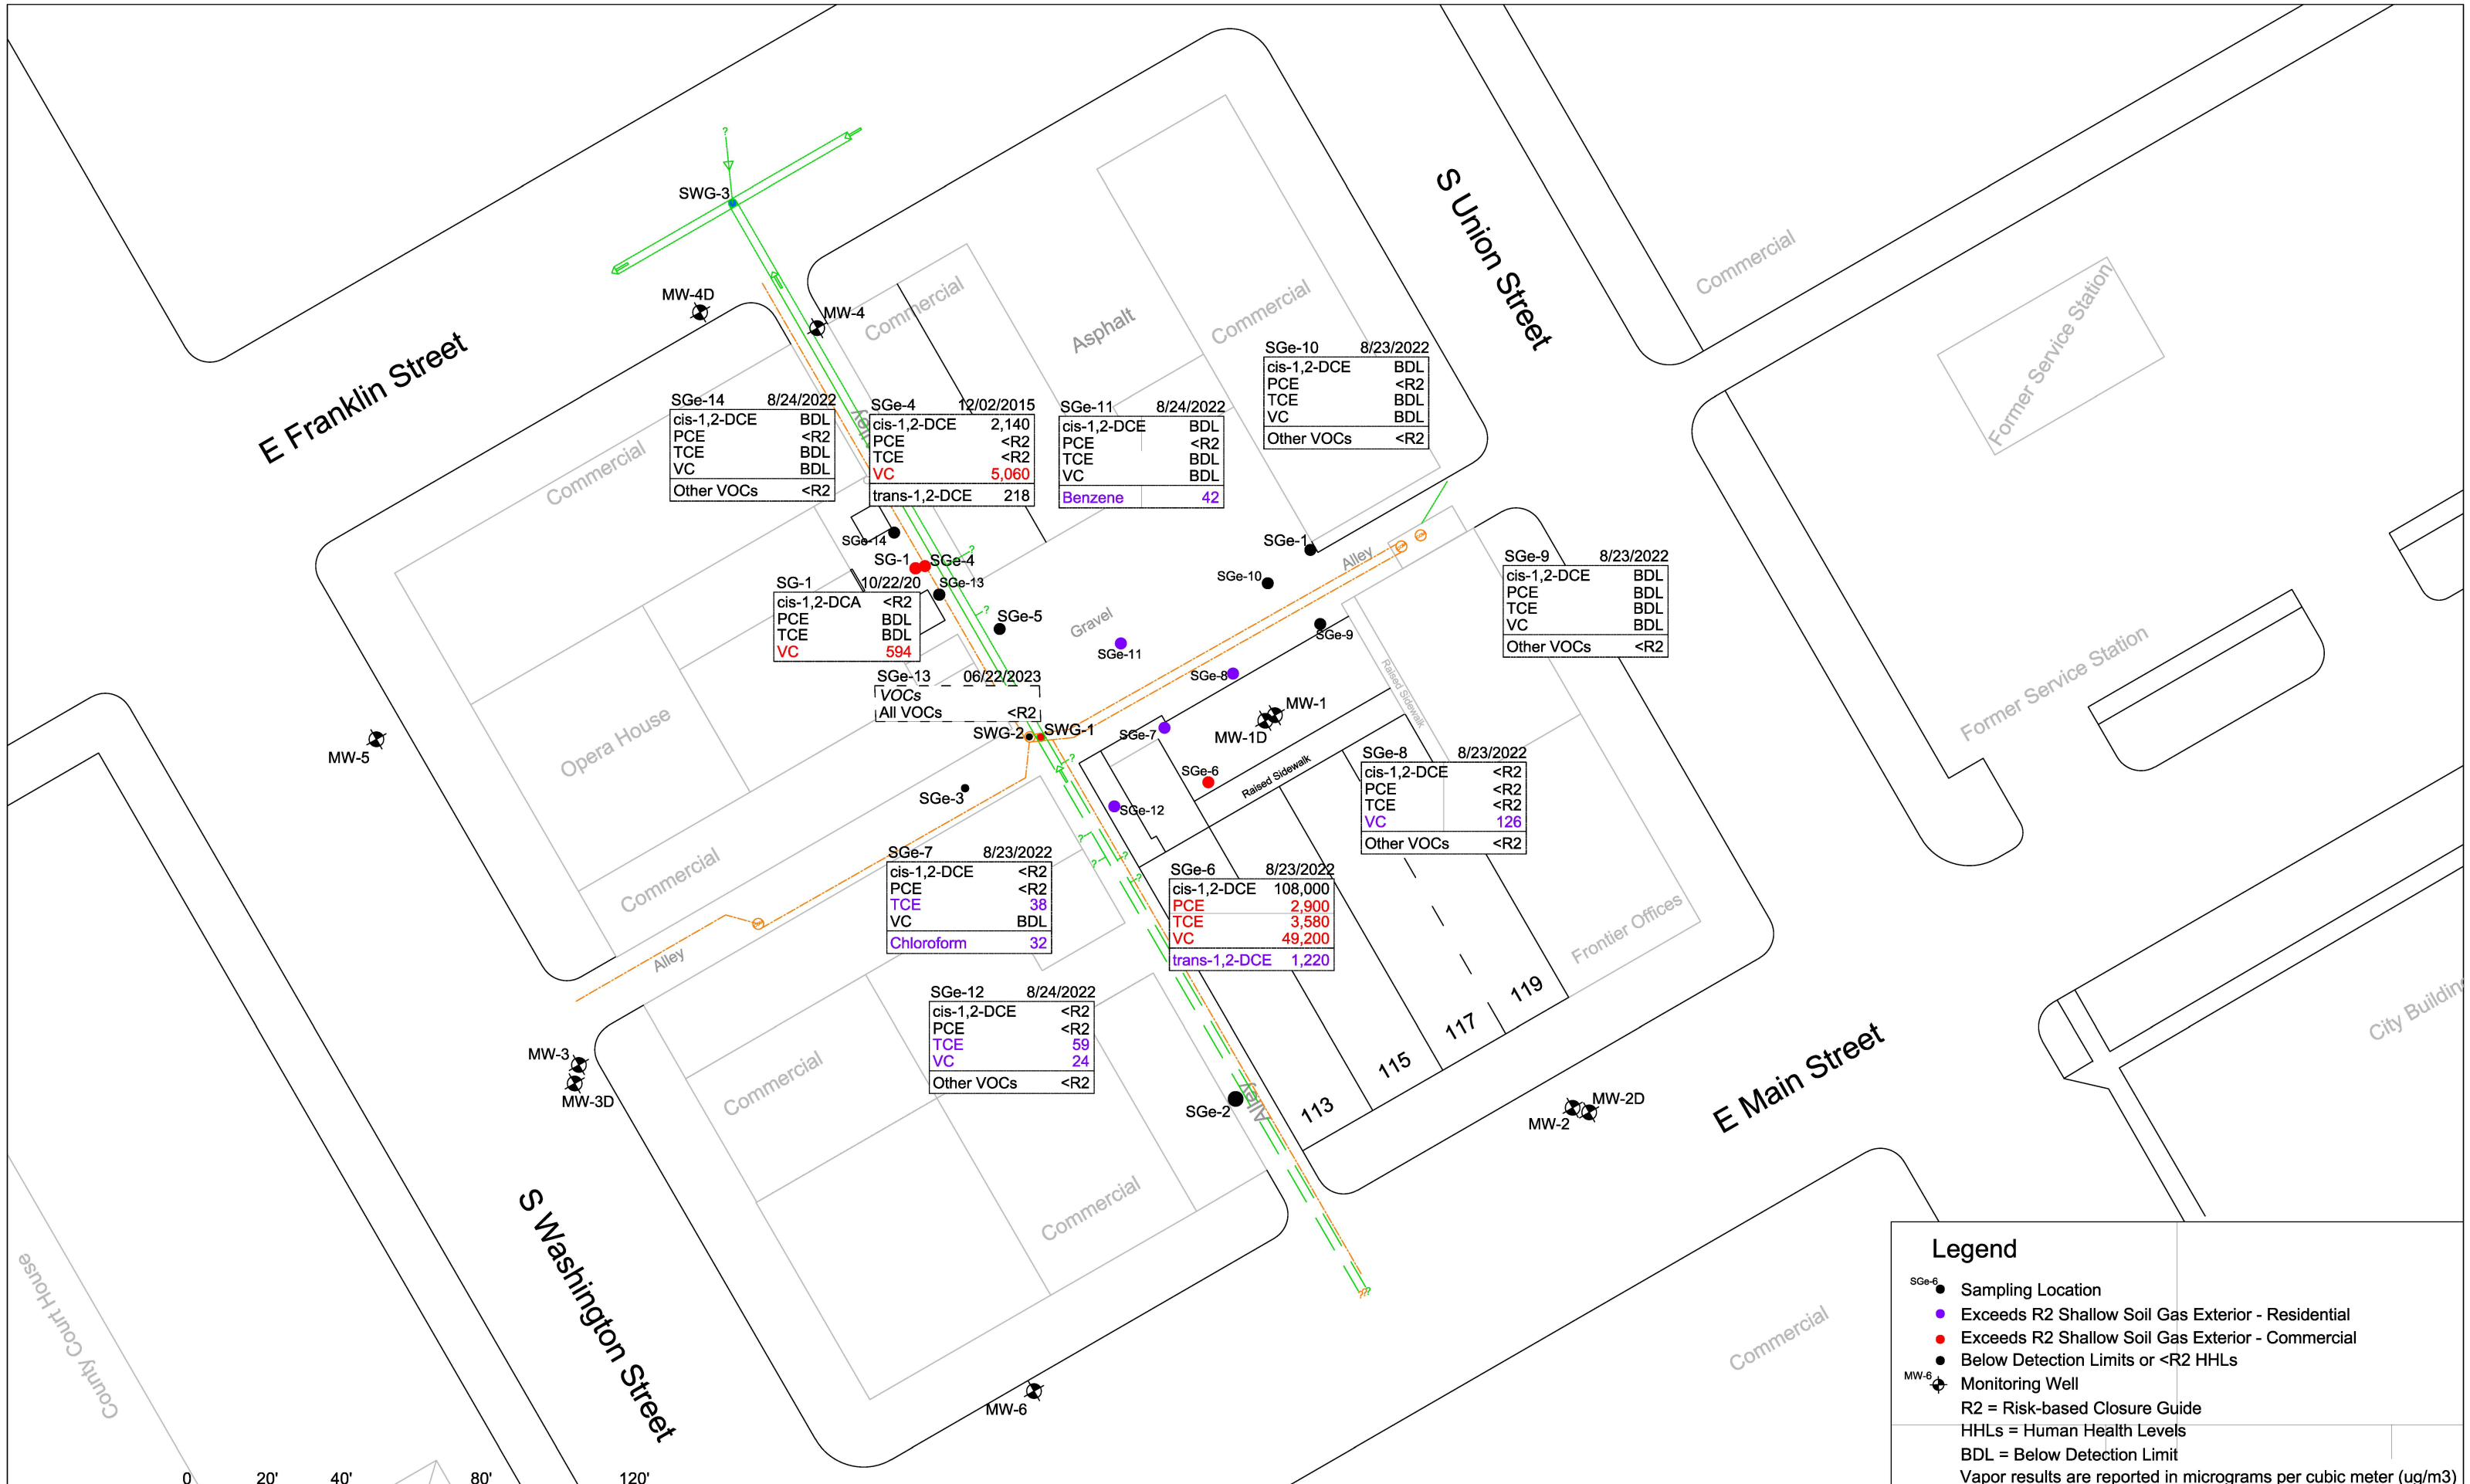 ?
SWG-3
MW-4D
MW-4
E Franklin Street
S Union Street
Commercial
Asphalt
Commercial
Commercial
Former Service Station
SGe-10 8/23/2022
cis-1,2-DCE BDL
PCE <R2
TCE BDL
VC BDL
Other VOCs <R2
SGe-14 8/24/2022
cis-1,2-DCE BDL
PCE <R2
TCE BDL
VC BDL
Other VOCs <R2
SGe-4 12/02/2015
cis-1,2-DCE 2,140
PCE <R2
TCE <R2
VC 5,060
trans-1,2-DCE 218
SGe-11 8/24/2022
cis-1,2-DCE BDL
PCE <R2
TCE BDL
VC BDL
Benzene 42
Commercial
Alley
SGe-14
SG-1
SGe-4
?
SGe-13
?
SGe-5
Gravel
SGe-1
Alley
SGe-10
SGe-9
SGe-11
SGe-8
SGe-9 8/23/2022
cis-1,2-DCE BDL
PCE BDL
TCE BDL
VC BDL
Other VOCs <R2
SG-1 10/22/20
cis-1,2-DCA <R2
PCE BDL
TCE BDL
VC 594
SGe-13 06/22/2023
VOCs
All VOCs <R2
Former Service Station
Raised Sidewalk
MW-1
MW-1D
SGe-7
SWG-2
SWG-1
?
SGe-6
Raised Sidewalk
SGe-12
SGe-3
Opera House
MW-5
Commercial
?
?
?
?
SGe-8 8/23/2022
cis-1,2-DCE <R2
PCE <R2
TCE <R2
VC 126
Other VOCs <R2
SGe-7 8/23/2022
cis-1,2-DCE <R2
PCE <R2
TCE 38
VC BDL
Chloroform 32
SGe-6 8/23/2022
cis-1,2-DCE 108,000
PCE 2,900
TCE 3,580
VC 49,200
trans-1,2-DCE 1,220
Alley
Frontier Offices
City Building
SGe-12 8/24/2022
cis-1,2-DCE <R2
PCE <R2
TCE 59
VC 24
Other VOCs <R2
119
117
115
113
MW-3
MW-3D
Commercial
SGe-2
Alley
MW-2D
MW-2
E Main Street
S Washington Street
Commercial
County Court House
??
Commercial
MW-6
Legend
SGe-6 Sampling Location
Exceeds R2 Shallow Soil Gas Exterior - Residential
Exceeds R2 Shallow Soil Gas Exterior - Commercial
Below Detection Limits or <R2 HHLs
MW-6 Monitoring Well
R2 = Risk-based Closure Guide
HHLs = Human Health Levels
BDL = Below Detection Limit
Vapor results are reported in micrograms per cubic meter (ug/m3)
0 20' 40' 80' 120'